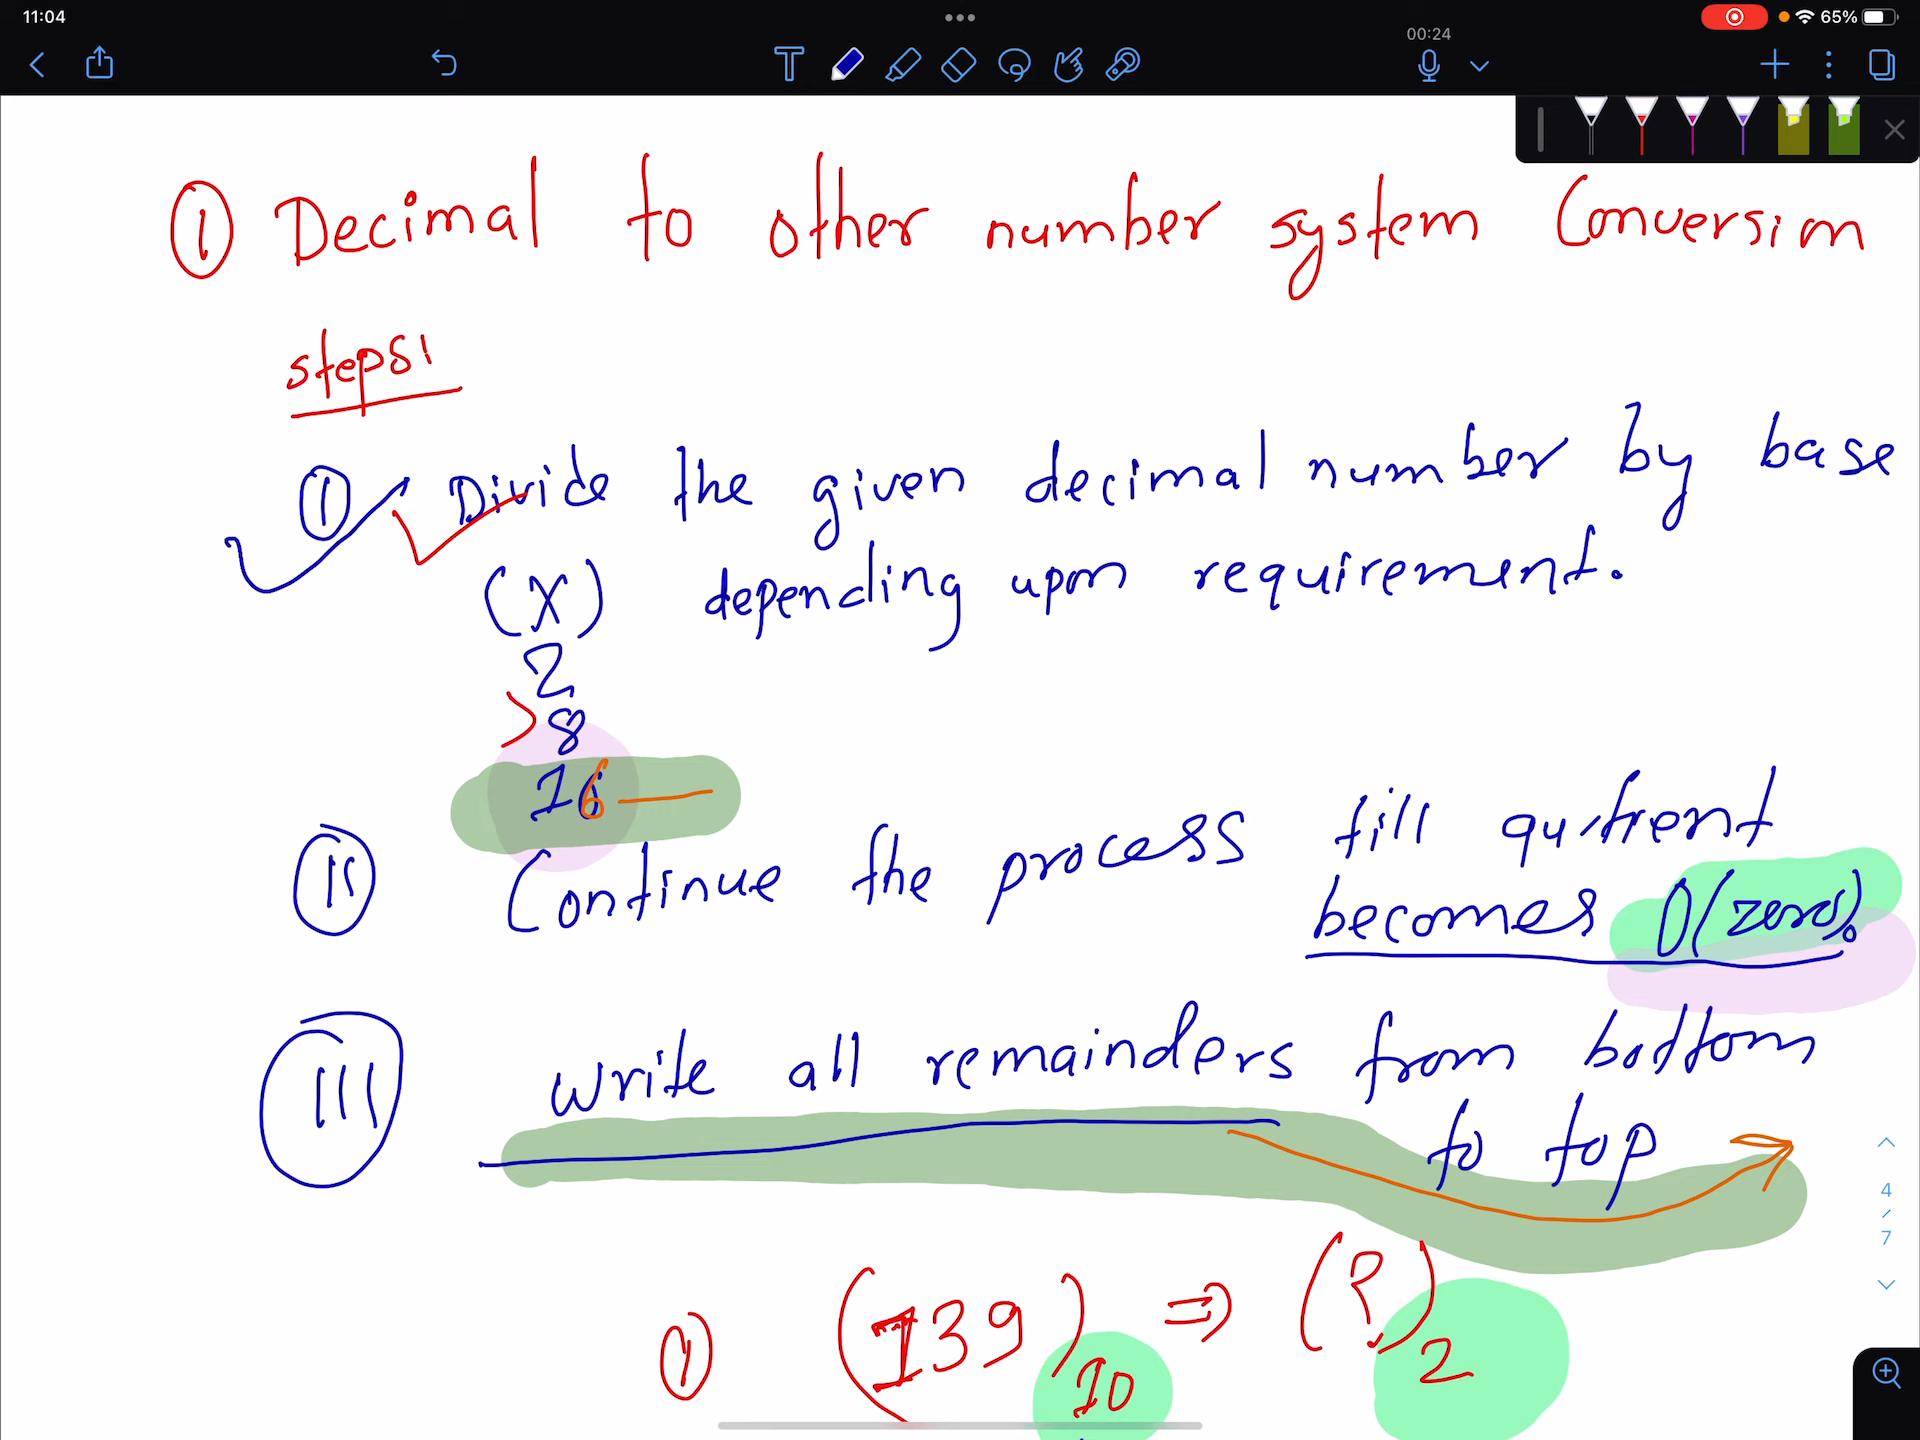 11:04
65%
00:24
① Decimal to other number system Conversion
steps:
① Divide the given decimal number by base
(X) depending upon requirement.
2
8
16
II Continue the process till qutient
becomes 0(zero).
III write all remainders from bottom
to top
① (139)10 ⇒ (?)2
4
/
7